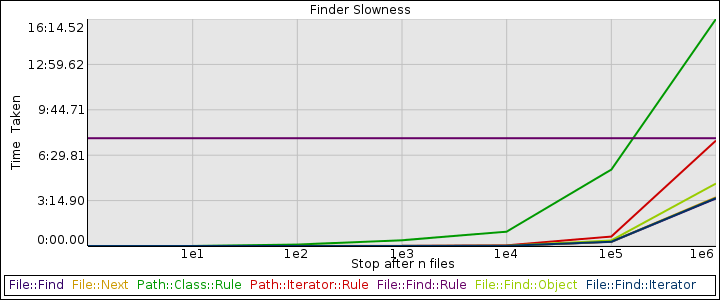 Finder Slowness
16:14.52
12:59.62
9:44.71
6:29.81
3:14.90
0:00.00
Time Taken
1e1 1e2 1e3 1e4 1e5 1e6
Stop after n files
File::Find File::Next Path::Class::Rule Path::Iterator::Rule File::Find::Rule File::Find::Object File::Find::Iterator